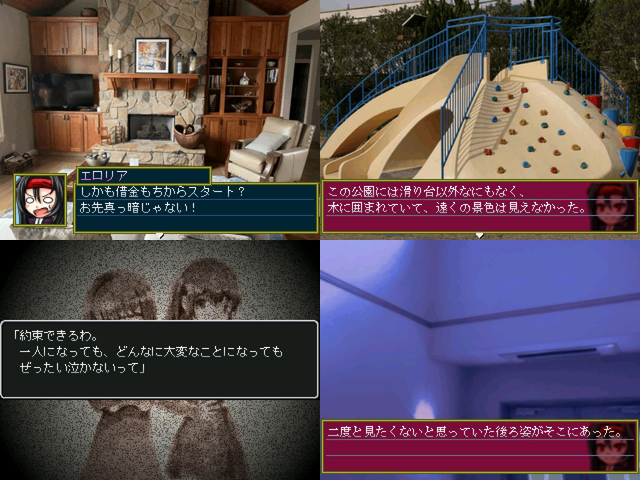 エロリア
しかも借金もちからスタート？
お先真っ暗じゃない！
この公園には滑り台以外なにもなく、
木に囲まれていて、遠くの景色は見えなかった。
「約束できるわ。
一人になっても、どんなに大変なことになっても
ぜったい泣かないって」
二度と見たくないと思っていた後ろ姿がそこにあった。